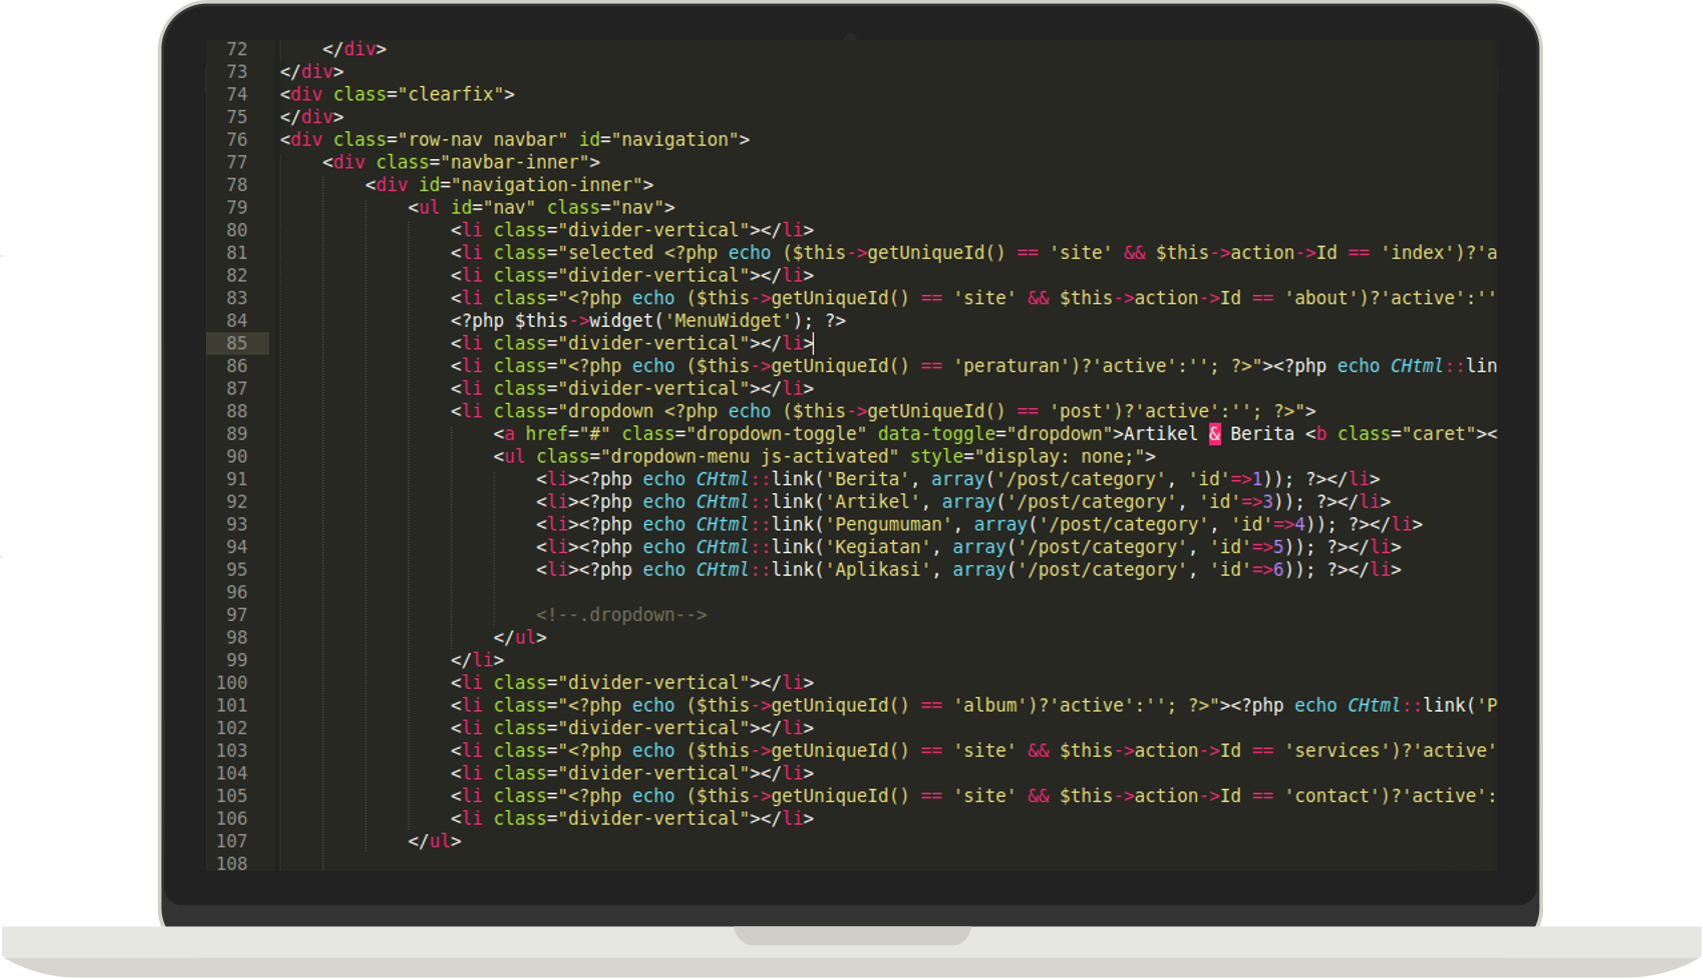 72 </div>
73 </div>
74 <div class="clearfix">
75 </div>
76 <div class="row-nav navbar" id="navigation">
77 <div class="navbar-inner">
78 <div id="navigation-inner">
79 <ul id="nav" class="nav">
80 <li class="divider-vertical"></li>
81 <li class="selected <?php echo ($this->getUniqueId() == 'site' && $this->action->Id == 'index')?'a
82 <li class="divider-vertical"></li>
83 <li class="<?php echo ($this->getUniqueId() == 'site' && $this->action->Id == 'about')?'active':''
84 <?php $this->widget('MenuWidget'); ?>
85 <li class="divider-vertical"></li>
86 <li class="<?php echo ($this->getUniqueId() == 'peraturan')?'active':''; ?>"><?php echo CHtml::lin
87 <li class="divider-vertical"></li>
88 <li class="dropdown <?php echo ($this->getUniqueId() == 'post')?'active':''; ?>">
89 <a href="#" class="dropdown-toggle" data-toggle="dropdown">Artikel & Berita <b class="caret"><
90 <ul class="dropdown-menu js-activated" style="display: none;">
91 <li><?php echo CHtml::link('Berita', array('/post/category', 'id'=>1)); ?></li>
92 <li><?php echo CHtml::link('Artikel', array('/post/category', 'id'=>3)); ?></li>
93 <li><?php echo CHtml::link('Pengumuman', array('/post/category', 'id'=>4)); ?></li>
94 <li><?php echo CHtml::link('Kegiatan', array('/post/category', 'id'=>5)); ?></li>
95 <li><?php echo CHtml::link('Aplikasi', array('/post/category', 'id'=>6)); ?></li>
96
97 <!--.dropdown-->
98 </ul>
99 </li>
100 <li class="divider-vertical"></li>
101 <li class="<?php echo ($this->getUniqueId() == 'album')?'active':''; ?>"><?php echo CHtml::link('P
102 <li class="divider-vertical"></li>
103 <li class="<?php echo ($this->getUniqueId() == 'site' && $this->action->Id == 'services')?'active'
104 <li class="divider-vertical"></li>
105 <li class="<?php echo ($this->getUniqueId() == 'site' && $this->action->Id == 'contact')?'active':
106 <li class="divider-vertical"></li>
107 </ul>
108